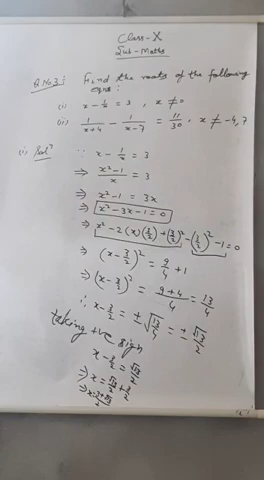 Class-X
Sub-Maths
Q.No3: Find the roots of the following
eqns:
(i) x - 1/x = 3 , x ≠ 0
(ii) 1/(x+4) - 1/(x-7) = 11/30, x ≠ -4, 7
(i) Solⁿ ∵ x - 1/x = 3
⇒ (x²-1)/x = 3
⇒ x²-1 = 3x
⇒ x²-3x-1=0
⇒ x² - 2(x)(3/2) + (3/2)² - (3/2)² - 1 = 0
⇒ (x - 3/2)² = 9/4 + 1
⇒ (x - 3/2)² = (9+4)/4 = 13/4
∴ x - 3/2 = ± √(13/4) = ± √13/2
taking +ve sign
x - 3/2 = √13/2
⇒ x = √13/2 + 3/2
⇒ x = (3+√13)/2